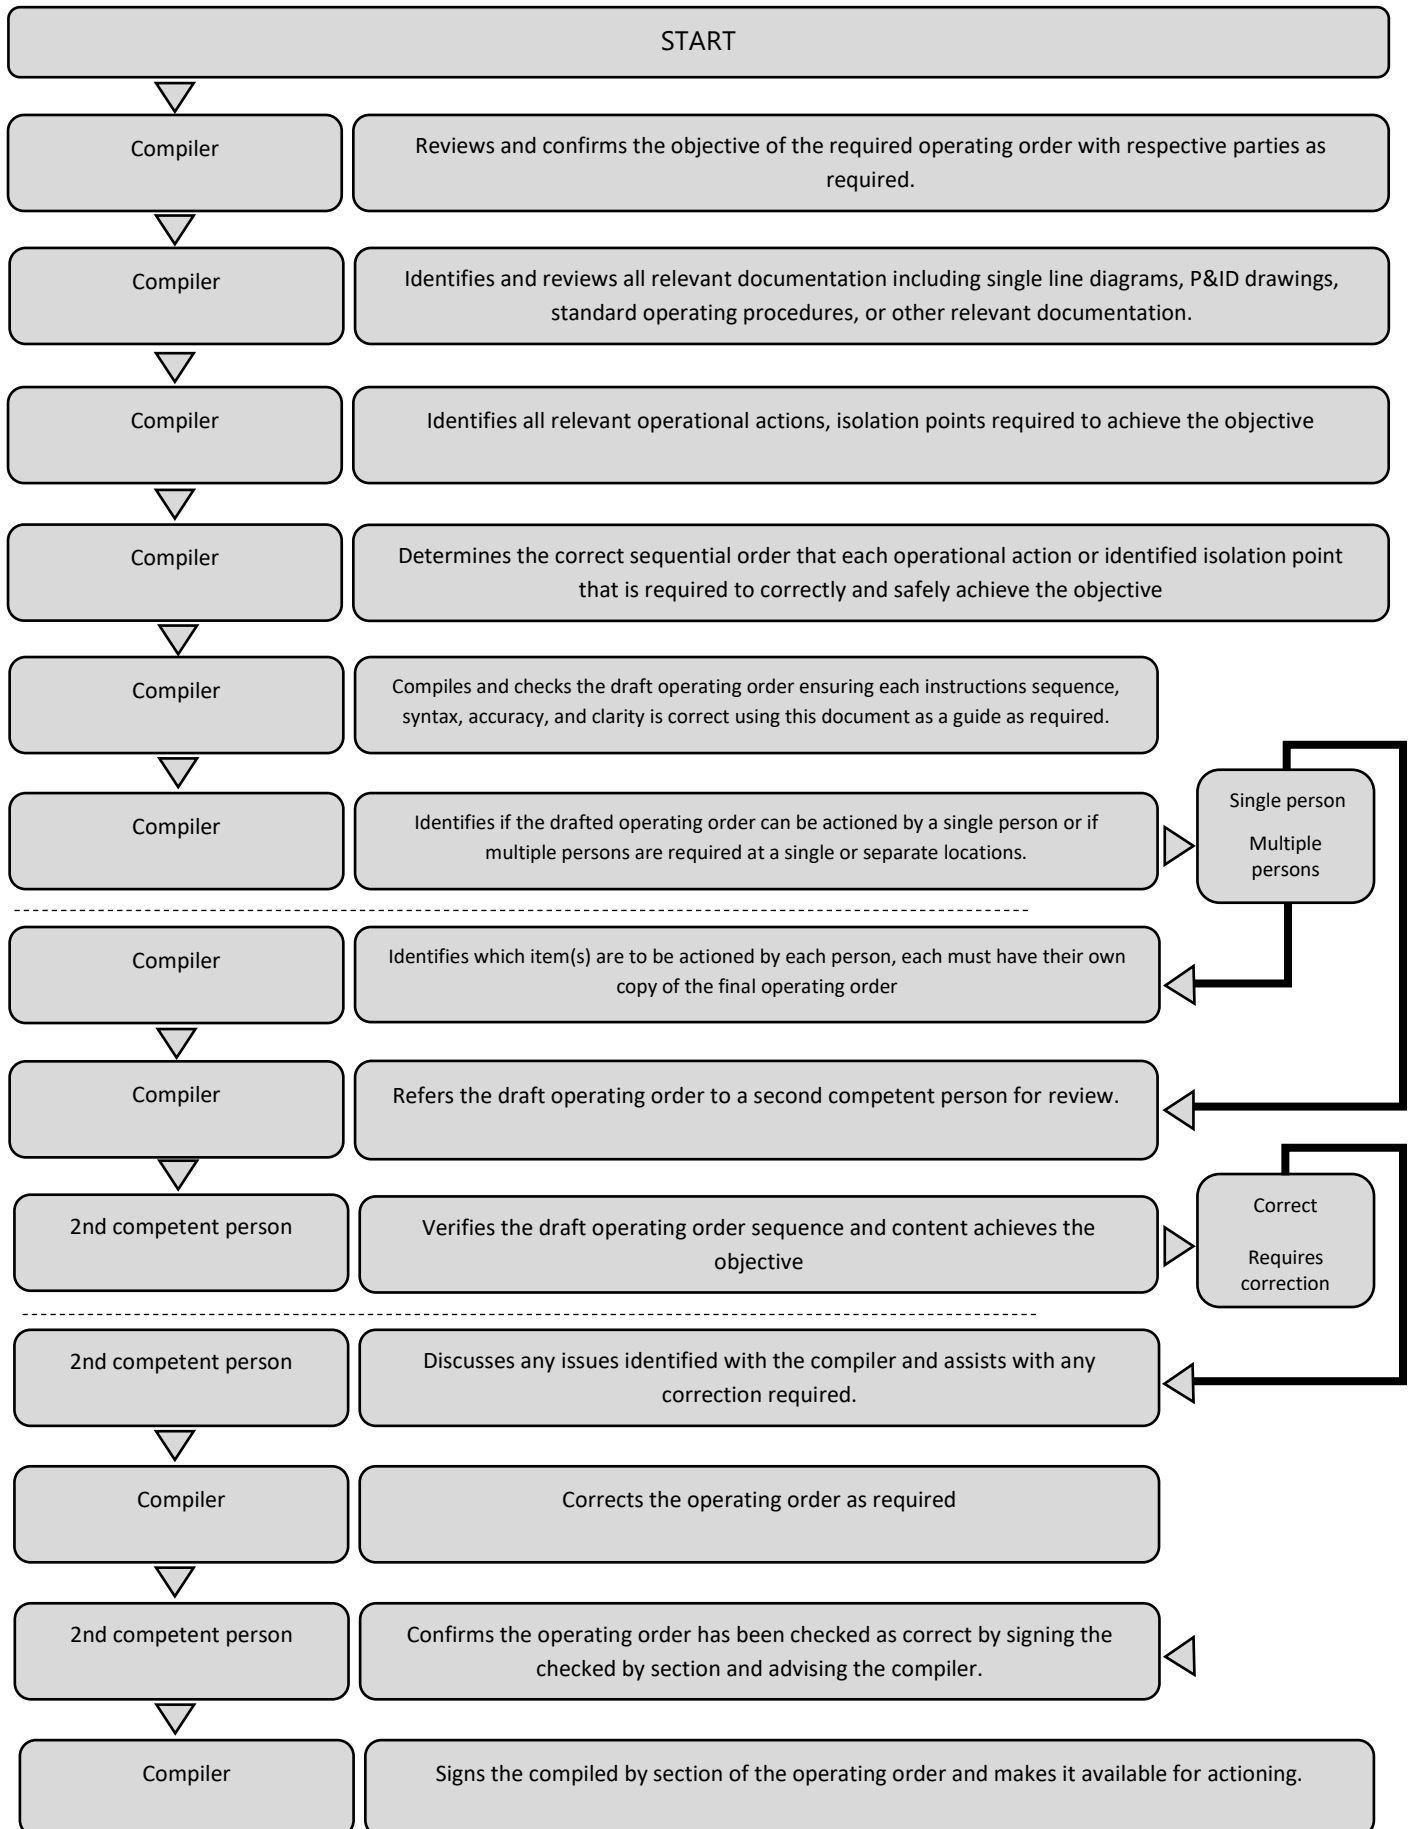 START
Compiler
Reviews and confirms the objective of the required operating order with respective parties as
required.
Compiler
Identifies and reviews all relevant documentation including single line diagrams, P&ID drawings,
standard operating procedures, or other relevant documentation.
Compiler
Identifies all relevant operational actions, isolation points required to achieve the objective
Compiler
Determines the correct sequential order that each operational action or identified isolation point
that is required to correctly and safely achieve the objective
Compiler
Compiles and checks the draft operating order ensuring each instructions sequence,
syntax, accuracy, and clarity is correct using this document as a guide as required.
Compiler
Identifies if the drafted operating order can be actioned by a single person or if
multiple persons are required at a single or separate locations.
Single person
Multiple
persons
Compiler
Identifies which item(s) are to be actioned by each person, each must have their own
copy of the final operating order
Compiler
Refers the draft operating order to a second competent person for review.
2nd competent person
Verifies the draft operating order sequence and content achieves the
objective
Correct
Requires
correction
2nd competent person
Discusses any issues identified with the compiler and assists with any
correction required.
Compiler
Corrects the operating order as required
2nd competent person
Confirms the operating order has been checked as correct by signing the
checked by section and advising the compiler.
Compiler
Signs the compiled by section of the operating order and makes it available for actioning.